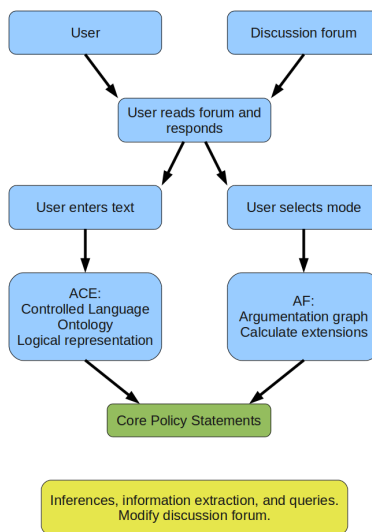 User
Discussion forum
User reads forum and
responds
User enters text
User selects mode
ACE:
Controlled Language
Ontology
Logical representation
AF:
Argumentation graph
Calculate extensions
Core Policy Statements
Inferences, information extraction, and queries.
Modify discussion forum.